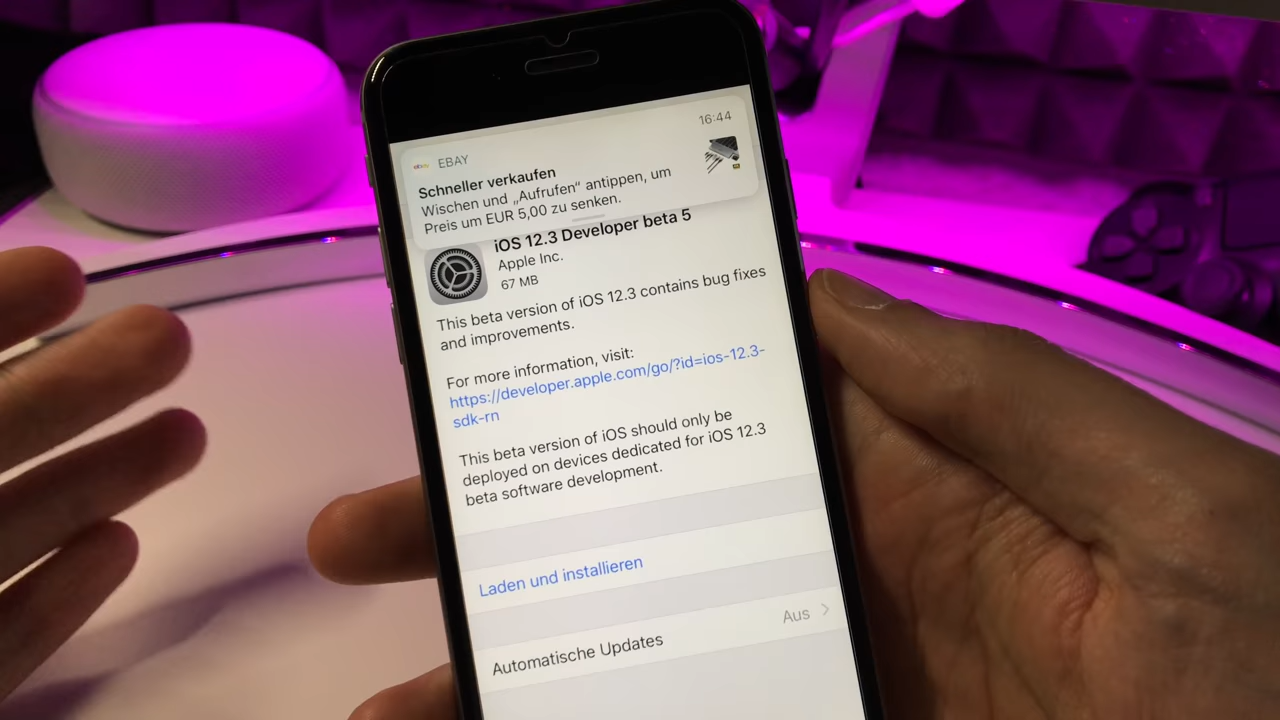 16:44
ebay EBAY
Schneller verkaufen
Wischen und „Aufrufen“ antippen, um
Preis um EUR 5,00 zu senken.
iOS 12.3 Developer beta 5
Apple Inc.
67 MB
This beta version of iOS 12.3 contains bug fixes
and improvements.
For more information, visit:
https://developer.apple.com/go/?id=ios-12.3-
sdk-rn
This beta version of iOS should only be
deployed on devices dedicated for iOS 12.3
beta software development.
Laden und installieren
Automatische Updates Aus